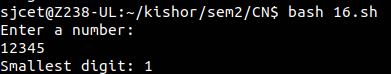 sjcet@Z238-UL:~/kishor/sem2/CN$ bash 16.sh
Enter a number:
12345
Smallest digit: 1